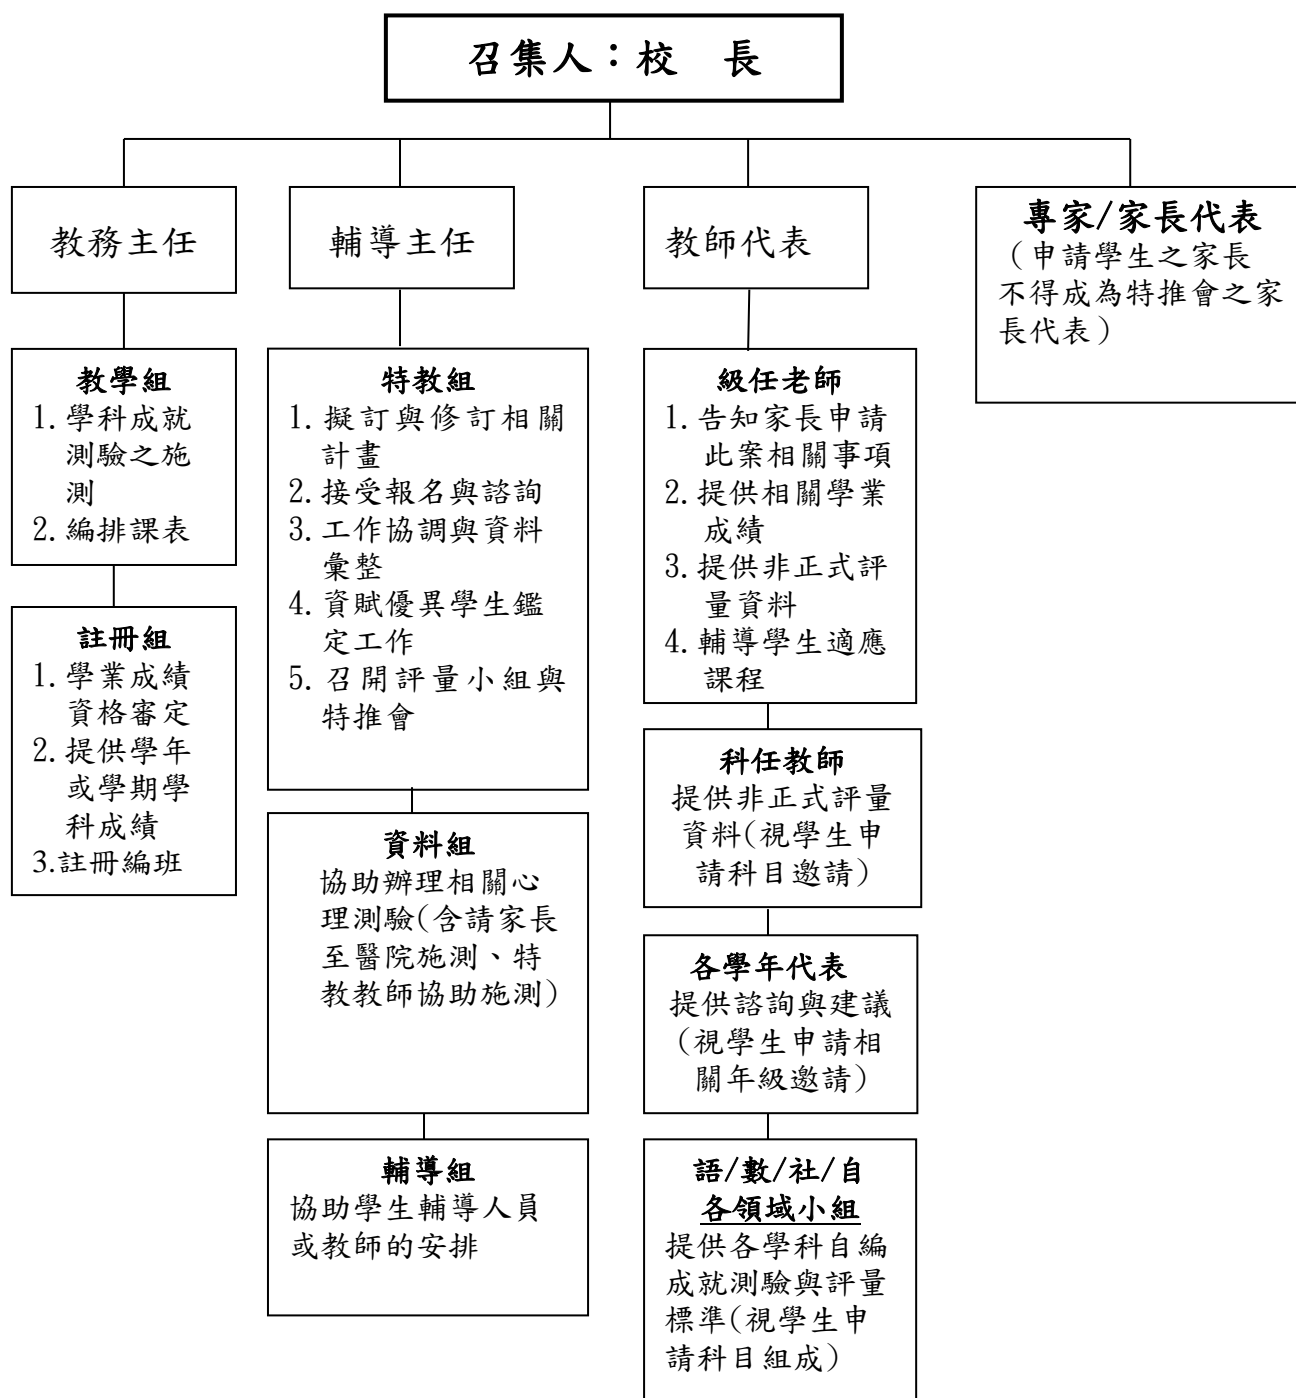 召集人：校　長
教務主任
輔導主任
教師代表
專家/家長代表
（申請學生之家長
不得成為特推會之家
長代表）
教學組
1.學科成就
測驗之施
測
2.編排課表
註冊組
1.學業成績
資格審定
2.提供學年
或學期學
科成績
3.註冊編班
特教組
1.擬訂與修訂相關
計畫
2.接受報名與諮詢
3.工作協調與資料
彙整
4.資賦優異學生鑑
定工作
5.召開評量小組與
特推會
資料組
協助辦理相關心
理測驗(含請家長
至醫院施測、特
教教師協助施測)
輔導組
協助學生輔導人員
或教師的安排
級任老師
1.告知家長申請
此案相關事項
2.提供相關學業
成績
3.提供非正式評
量資料
4.輔導學生適應
課程
科任教師
提供非正式評量
資料(視學生申
請科目邀請)
各學年代表
提供諮詢與建議
(視學生申請相
關年級邀請)
語/數/社/自
各領域小組
提供各學科自編
成就測驗與評量
標準(視學生申
請科目組成)